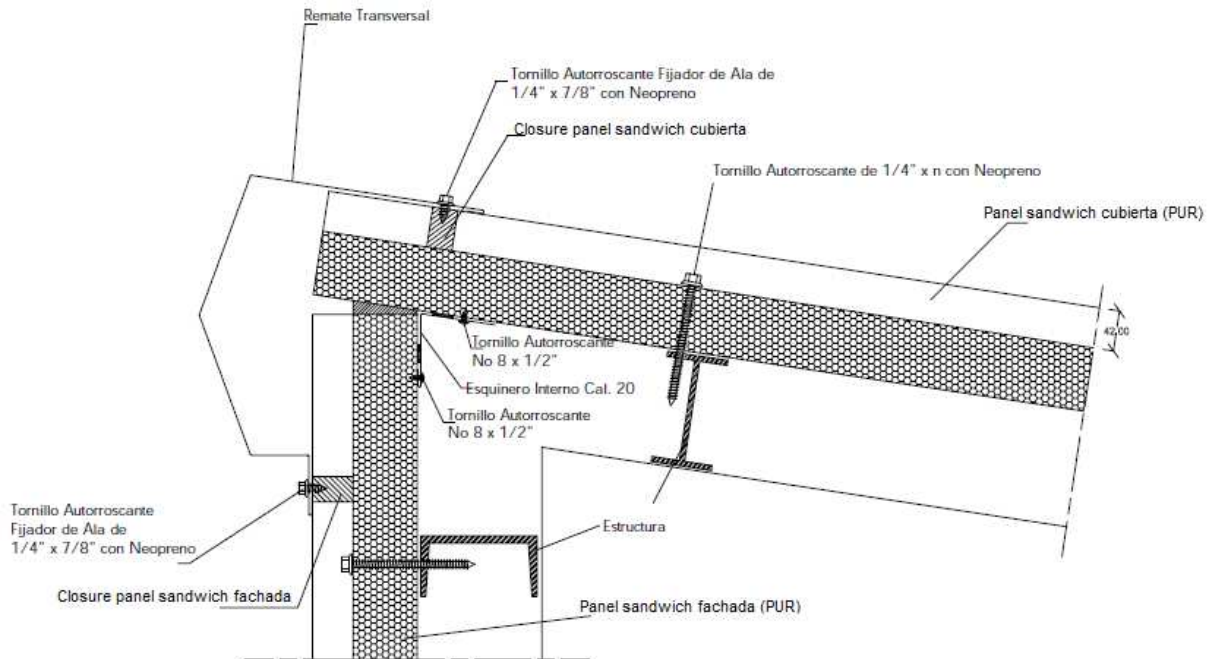 Remate Transversal
Tornillo Autorroscante Fijador de Ala de
1/4" x 7/8" con Neopreno
Closure panel sandwich cubierta
Tornillo Autorroscante de 1/4" x n con Neopreno
Panel sandwich cubierta (PUR)
42,00
Tornillo Autorroscante
No 8 x 1/2"
Esquinero Interno Cal. 20
Tornillo Autorroscante
No 8 x 1/2"
Tornillo Autorroscante
Fijador de Ala de
1/4" x 7/8" con Neopreno
Estructura
Closure panel sandwich fachada
Panel sandwich fachada (PUR)